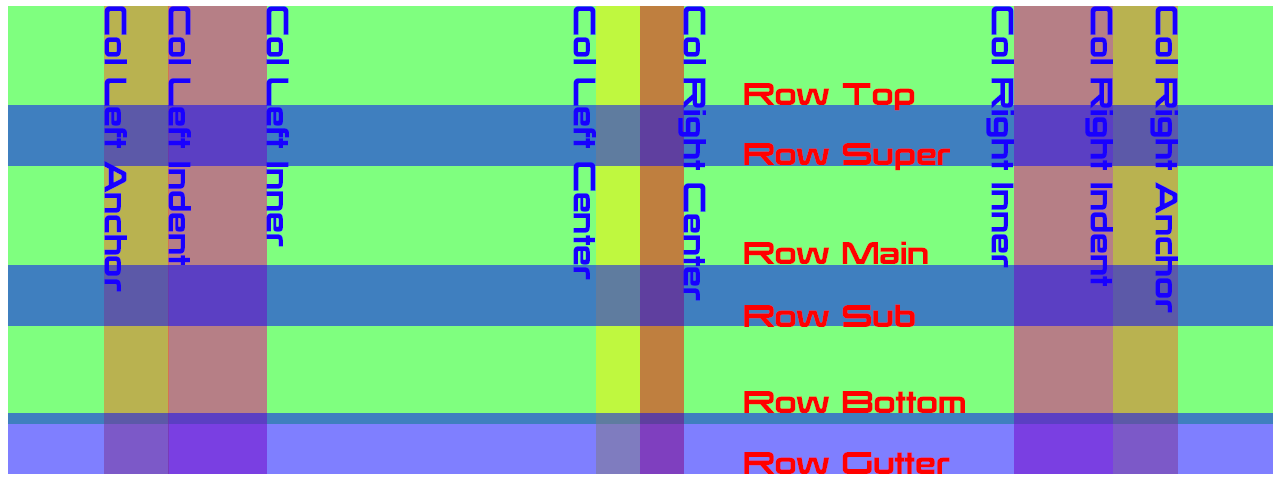 Col Left Anchor
Col Left Indent
Col Left Inner
Col Left Center
Col Right Center
Col Right Inner
Col Right Indent
Col Right Anchor
Row Top
Row Super
Row Main
Row Sub
Row Bottom
Row Gutter